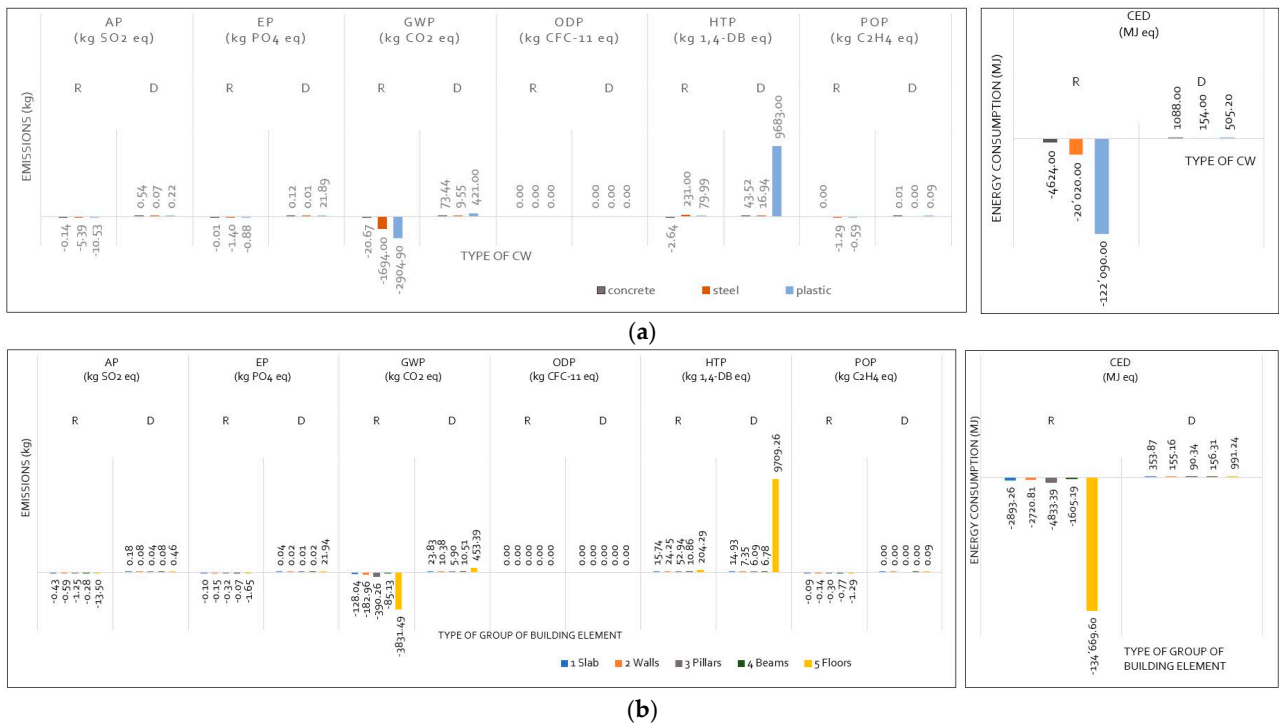 AP
(kg SO2 eq)
EP
(kg PO4 eq)
GWP
(kg CO2 eq)
ODP
(kg CFC-11 eq)
HTP
(kg 1,4-DB eq)
POP
(kg C2H4 eq)
EMISSIONS (kg)
R D R D R D R D R D R D
-0.14 -5.39 -10.53
0.54 0.07 0.22
-0.01 -1.40 -0.88
0.12 0.01 21.89
-20.67 -1694.00 -2904.90
73.44 9.55 421.00
0.00 0.00 0.00
0.00 0.00 0.00
-2.64 231.00 79.99
43.52 16.94 9683.00
0.00 -1.29 -0.59
0.01 0.00 0.09
TYPE OF CW
concrete steel plastic
CED
(MJ eq)
ENERGY CONSUMPTION (MJ)
R D
-4624.00 -20'020.00 -122'090.00
1088.00 154.00 505.20
TYPE OF CW
(a)
AP
(kg SO2 eq)
EP
(kg PO4 eq)
GWP
(kg CO2 eq)
ODP
(kg CFC-11 eq)
HTP
(kg 1,4-DB eq)
POP
(kg C2H4 eq)
EMISSIONS (kg)
R D R D R D R D R D R D
-0.43 -0.59 -1.25 -0.28 -13.50
0.18 0.08 0.04 0.08 0.46
-0.10 -0.15 -0.32 -0.07 -1.65
0.04 0.02 0.01 0.02 21.94
-128.04 -182.96 -390.26 -85.13 -3831.49
23.83 10.38 5.90 10.51 453.39
0.00 0.00 0.00 0.00 0.00
0.00 0.00 0.00 0.00 0.00
15.74 24.25 52.94 10.86 204.29
14.93 7.35 6.09 6.78 9709.26
-0.09 -0.14 -0.30 -0.77 -1.29
0.00 0.00 0.00 0.09
TYPE OF GROUP OF BUILDING ELEMENT
1 Slab 2 Walls 3 Pillars 4 Beams 5 Floors
CED
(MJ eq)
ENERGY CONSUMPTION (MJ)
R D
-2893.26 -2720.81 -4833.39 -1605.19 -134'669.60
353.87 155.16 90.34 156.31 991.24
TYPE OF GROUP OF
BUILDING ELEMENT
(b)